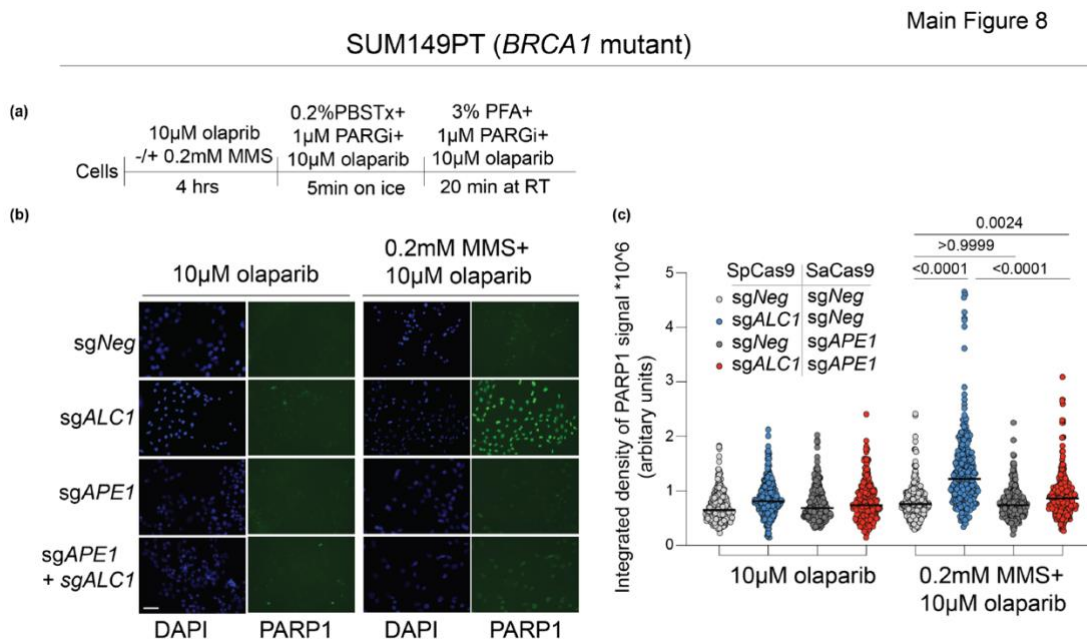 Main Figure 8
SUM149PT (BRCA1 mutant)
(a)
Cells
10µM olaprib
-/+ 0.2mM MMS
4 hrs
0.2%PBSTx+
1µM PARGi+
10µM olaparib
5min on ice
3% PFA+
1µM PARGi+
10µM olaparib
20 min at RT
(b)
10µM olaparib
0.2mM MMS+
10µM olaparib
sgNeg
sgALC1
sgAPE1
sgAPE1
+ sgALC1
DAPI PARP1 DAPI PARP1
(c)
Integrated density of PARP1 signal *10^6
(arbitary units)
5
4
3
2
1
0
SpCas9 SaCas9
sgNeg sgNeg
sgALC1 sgNeg
sgNeg sgAPE1
sgALC1 sgAPE1
0.0024
>0.9999
<0.0001 <0.0001
10µM olaparib
0.2mM MMS+
10µM olaparib